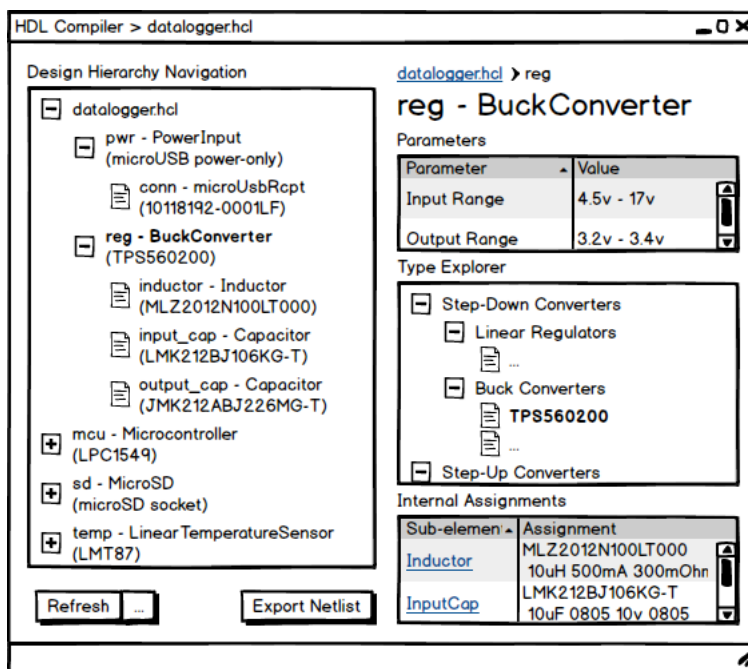 HDL Compiler > datalogger.hcl
Design Hierarchy Navigation
datalogger.hcl
pwr - PowerInput
(microUSB power-only)
conn - microUsbRcpt
(10118192-0001LF)
reg - BuckConverter
(TPS560200)
inductor - Inductor
(MLZ2012N100LT000)
input_cap - Capacitor
(LMK212BJ106KG-T)
output_cap - Capacitor
(JMK212ABJ226MG-T)
mcu - Microcontroller
(LPC1549)
sd - MicroSD
(microSD socket)
temp - LinearTemperatureSensor
(LMT87)
Refresh ...
Export Netlist
datalogger.hcl > reg
reg - BuckConverter
Parameters
Parameter Value
Input Range 4.5v - 17v
Output Range 3.2v - 3.4v
Type Explorer
Step-Down Converters
Linear Regulators
...
Buck Converters
TPS560200
...
Step-Up Converters
Internal Assignments
Sub-elemen Assignment
Inductor MLZ2012N100LT000
10uH 500mA 300mOhm
InputCap LMK212BJ106KG-T
10uF 0805 10v 0805